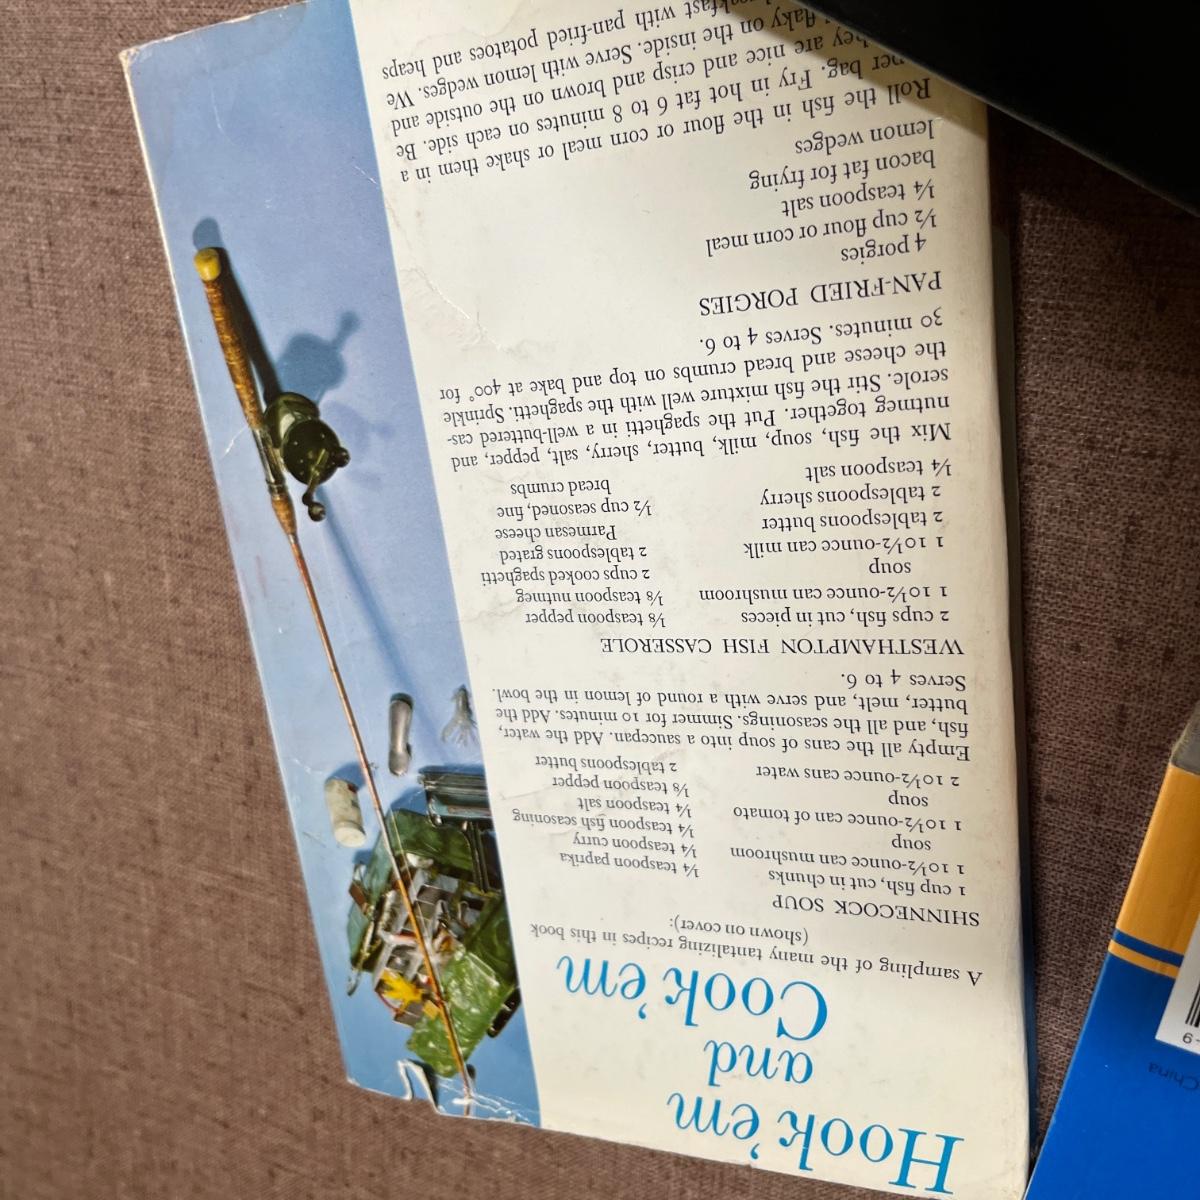 Hook'em
and
Cook'em
A sampling of the many tantalizing recipes in this book
(shown on cover):
SHINNECOCK SOUP
1 cup fish, cut in chunks
1 10½-ounce can mushroom
soup
1 10½-ounce can of tomato
soup
2 10½-ounce cans water
¼ teaspoon paprika
¼ teaspoon curry
¼ teaspoon fish seasoning
¼ teaspoon salt
⅛ teaspoon pepper
2 tablespoons butter
Empty all the cans of soup into a saucepan. Add the water,
fish, and all the seasonings. Simmer for 10 minutes. Add the
butter, melt, and serve with a round of lemon in the bowl.
Serves 4 to 6.
WESTHAMPTON FISH CASSEROLE
2 cups fish, cut in pieces
1 10½-ounce can mushroom
soup
1 10½-ounce can milk
2 tablespoons butter
2 tablespoons sherry
¼ teaspoon salt
⅛ teaspoon pepper
⅛ teaspoon nutmeg
2 cups cooked spaghetti
2 tablespoons grated
Parmesan cheese
½ cup seasoned, fine
bread crumbs
Mix the fish, soup, milk, butter, sherry, salt, pepper, and
nutmeg together. Put the spaghetti in a well-buttered cas-
serole. Stir the fish mixture well with the spaghetti. Sprinkle
the cheese and bread crumbs on top and bake at 400° for
30 minutes. Serves 4 to 6.
PAN-FRIED PORGIES
4 porgies
½ cup flour or corn meal
¼ teaspoon salt
bacon fat for frying
lemon wedges
Roll the fish in the flour or corn meal or shake them in a
bag. Fry in hot fat 6 to 8 minutes on each side. Be
they are nice and crisp and brown on the outside and
flaky on the inside. Serve with lemon wedges. We
with pan-fried potatoes and heaps
China